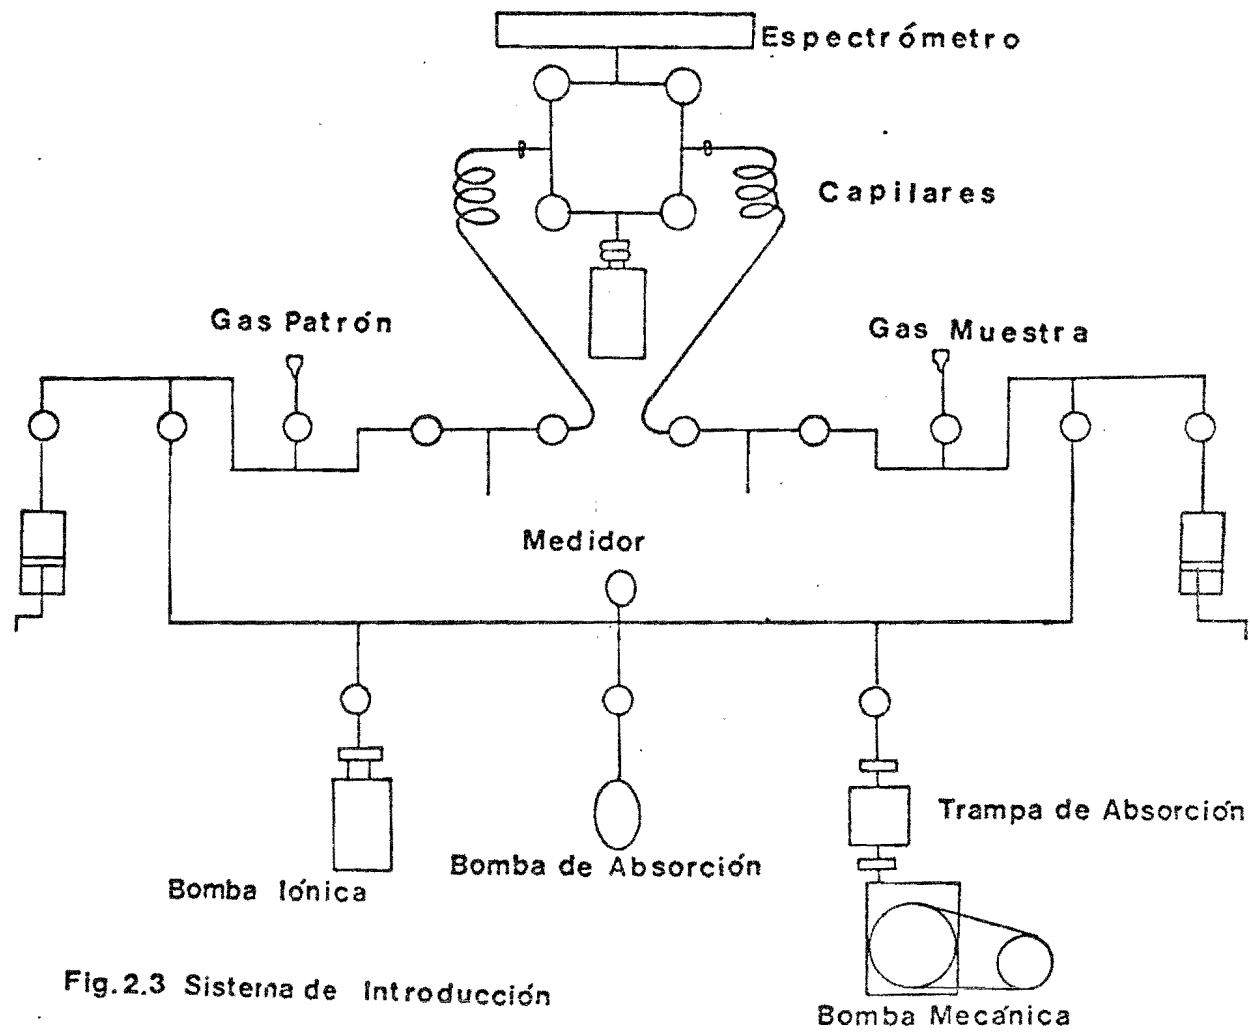 Espectrómetro
Capilares
Gas Patrón
Gas Muestra
Medidor
Trampa de Absorción
Bomba de Absorción
Bomba Iónica
Fig.2.3 Sistema de Introducción
Bomba Mecánica